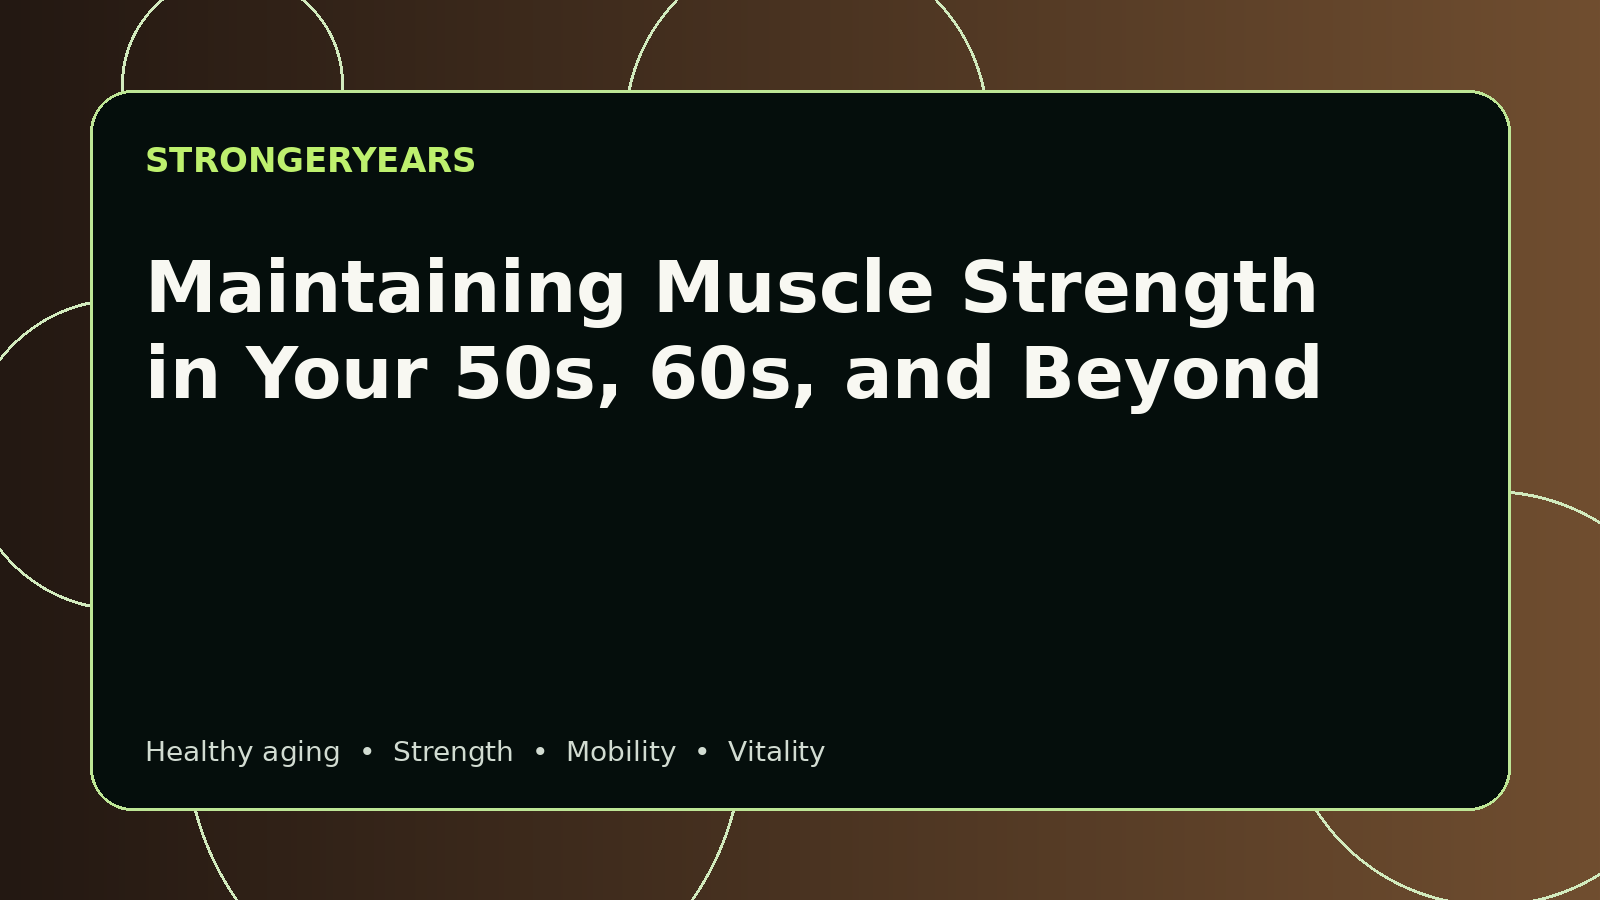 STRONGERYEARS
Maintaining Muscle Strength
in Your 50s, 60s, and Beyond
Healthy aging • Strength • Mobility • Vitality